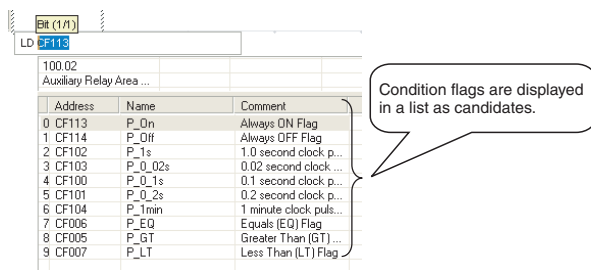 Bit (1/1)
LD CF113
100.02
Auxiliary Relay Area ...
Address Name Comment
0 CF113 P_On Always ON Flag
1 CF114 P_Off Always OFF Flag
2 CF102 P_1s 1.0 second clock p...
3 CF103 P_0_02s 0.02 second clock ...
4 CF100 P_0_1s 0.1 second clock p...
5 CF101 P_0_2s 0.2 second clock p...
6 CF104 P_1min 1 minute clock puls...
7 CF006 P_EQ Equals (EQ) Flag
8 CF005 P_GT Greater Than (GT) ...
9 CF007 P_LT Less Than (LT) Flag
Condition flags are displayed
in a list as candidates.